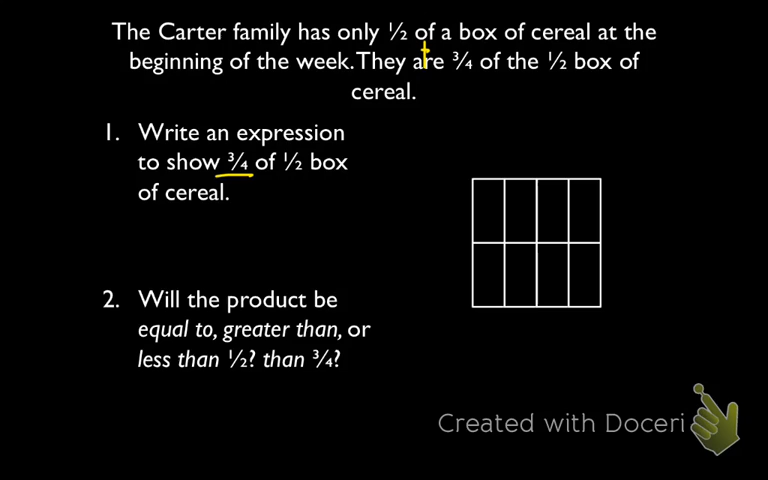 The Carter family has only ½ of a box of cereal at the
beginning of the week. They are ¾ of the ½ box of
cereal.
1. Write an expression
to show ¾ of ½ box
of cereal.
2. Will the product be
equal to, greater than, or
less than ½? than ¾?
Created with Doceri